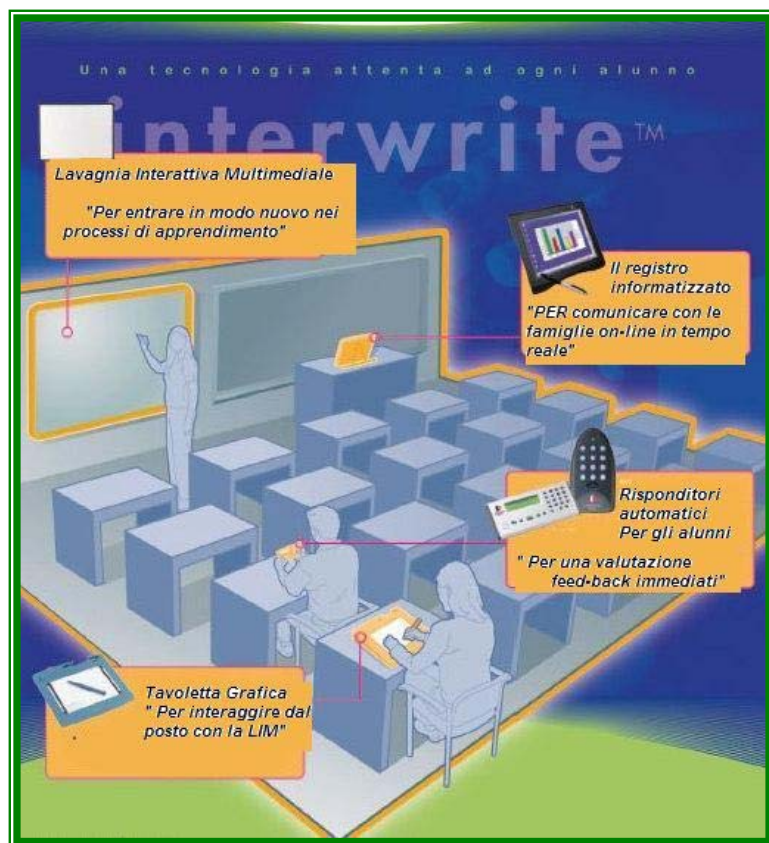 Una tecnologia attenta ad ogni alunno
interwrite™
Lavagnia Interattiva Multimediale
"Per entrare in modo nuovo nei
processi di apprendimento"
Il registro
informatizzato
"PER comunicare con le
famiglie on-line in tempo
reale"
Risponditori
automatici
Per gli alunni
" Per una valutazione
feed-back immediati"
Tavoletta Grafica
" Per interaggire dal
posto con la LIM"